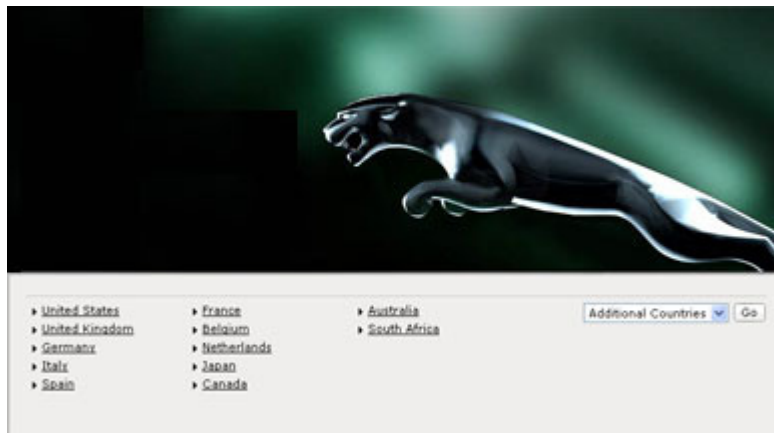 United States
United Kingdom
Germany
Italy
Spain
France
Belgium
Netherlands
Japan
Canada
Australia
South Africa
Additional Countries
Go